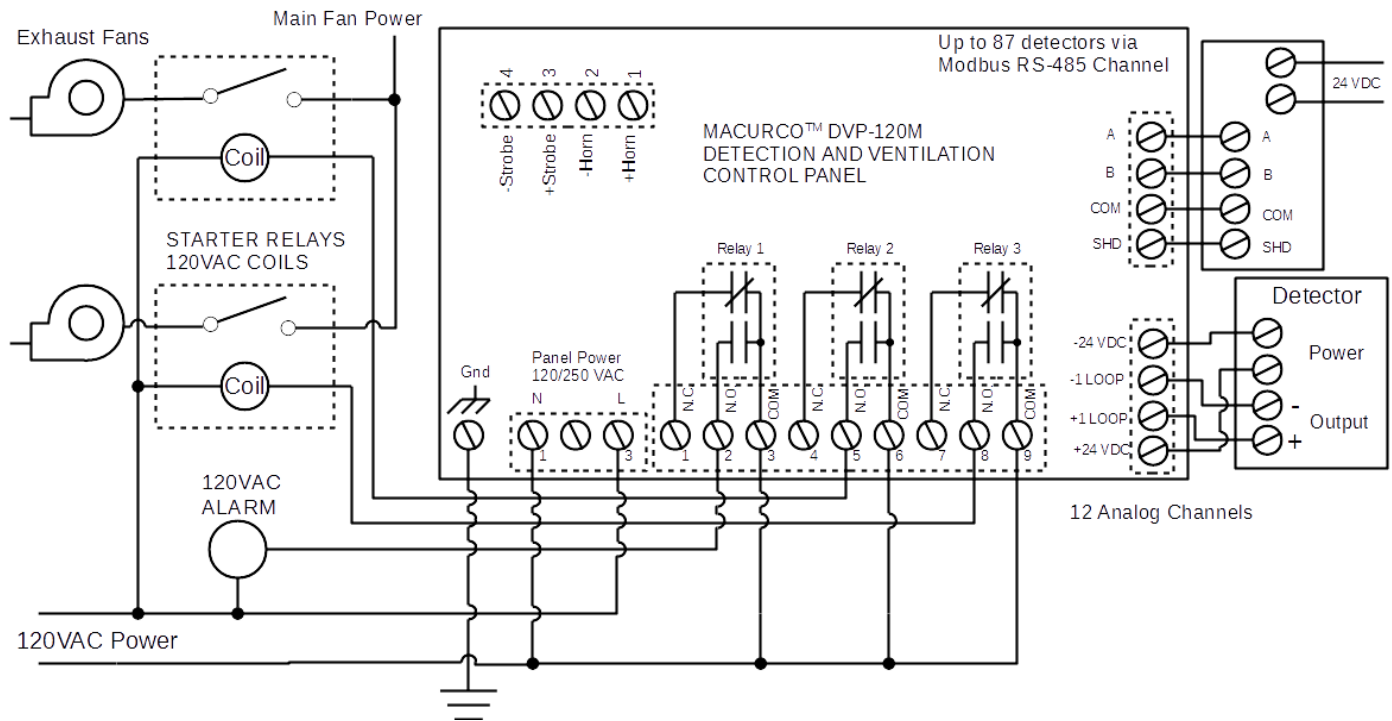 Main Fan Power
Exhaust Fans
Coil
STARTER RELAYS
120VAC COILS
Coil
120VAC
ALARM
120VAC Power
4
3
2
1
-Strobe
+Strobe
-Horn
+Horn
MACURCO™ DVP-120M
DETECTION AND VENTILATION
CONTROL PANEL
Up to 87 detectors via
Modbus RS-485 Channel
Relay 1
Relay 2
Relay 3
Gnd
Panel Power
120/250 VAC
N
L
1
3
N.C.
N.O.
COM
N.C.
N.O.
COM
N.C.
N.O.
COM
1
2
3
4
5
6
7
8
9
A
B
COM
SHD
24 VDC
A
B
COM
SHD
-24 VDC
-1 LOOP
+1 LOOP
+24 VDC
Detector
Power
-
Output
+
12 Analog Channels